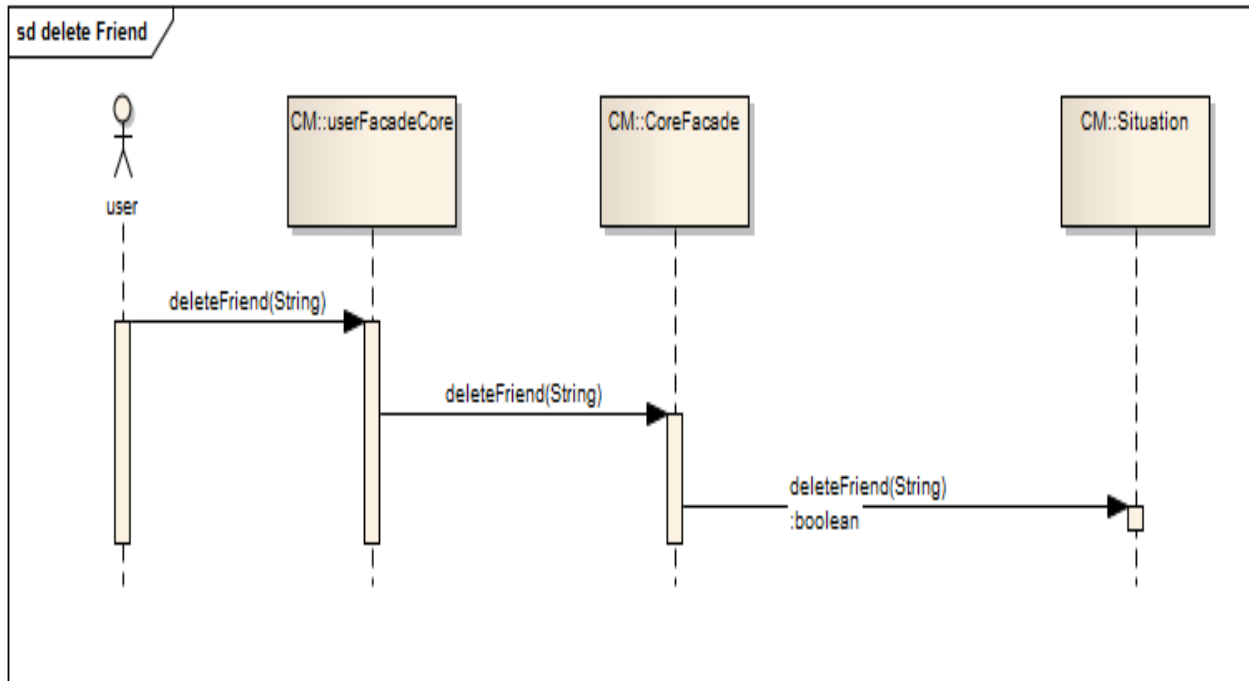 sd delete Friend
user
CM::userFacadeCore
CM::CoreFacade
CM::Situation
deleteFriend(String)
deleteFriend(String)
deleteFriend(String)
:boolean